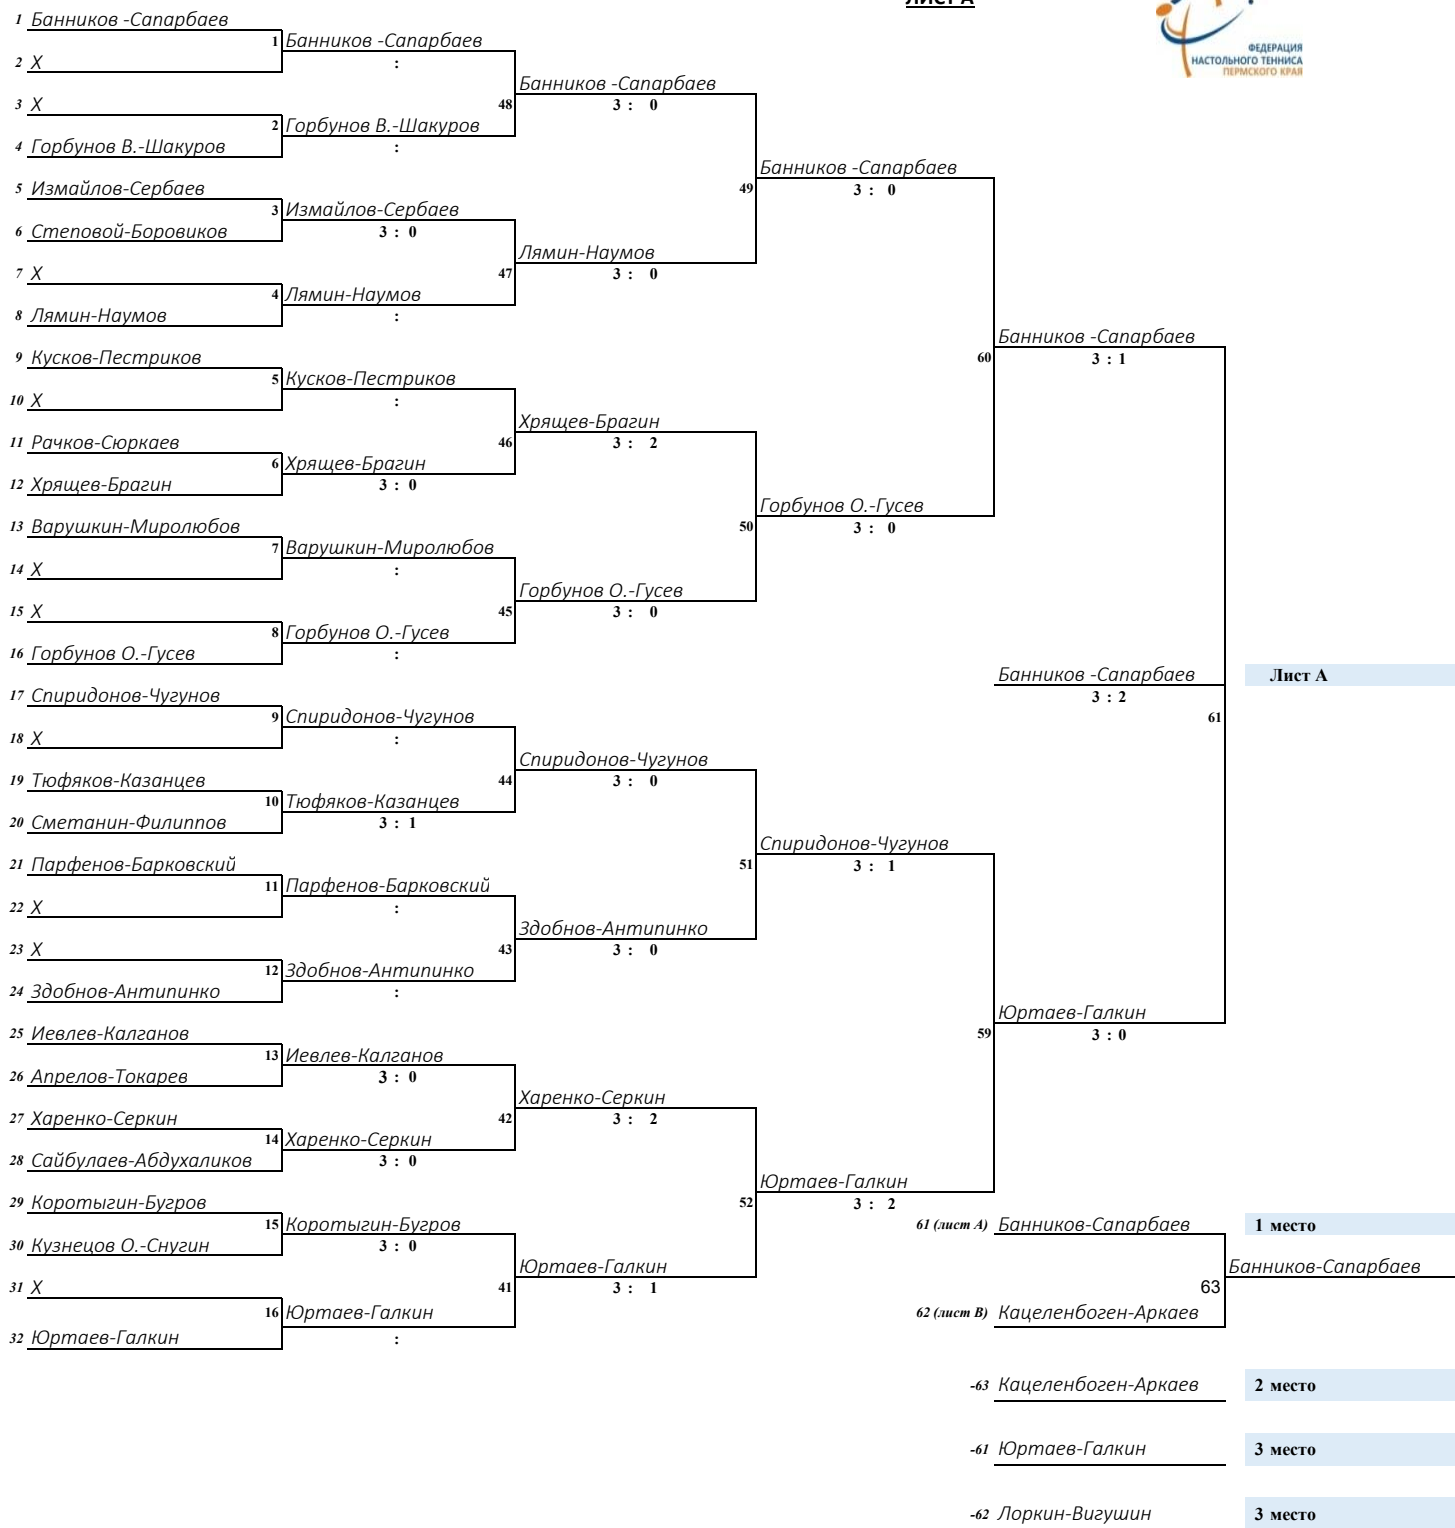 ЛИСТ А
ФЕДЕРАЦИЯ
НАСТОЛЬНОГО ТЕННИСА
ПЕРМСКОГО КРАЯ
1 Банников -Сапарбаев
1 Банников -Сапарбаев
2 X :
Банников -Сапарбаев
3 X 48 3 : 0
2 Горбунов В.-Шакуров
4 Горбунов В.-Шакуров :
Банников -Сапарбаев
5 Измайлов-Сербаев 49 3 : 0
3 Измайлов-Сербаев
6 Степовой-Боровиков 3 : 0
Лямин-Наумов
7 X 47 3 : 0
4 Лямин-Наумов
8 Лямин-Наумов :
Банников -Сапарбаев
9 Кусков-Пестриков 60 3 : 1
5 Кусков-Пестриков
10 X :
Хрящев-Брагин
11 Рачков-Сюркаев 46 3 : 2
6 Хрящев-Брагин
12 Хрящев-Брагин 3 : 0
Горбунов О.-Гусев
13 Варушкин-Миролюбов 50 3 : 0
7 Варушкин-Миролюбов
14 X :
Горбунов О.-Гусев
15 X 45 3 : 0
8 Горбунов О.-Гусев
16 Горбунов О.-Гусев :
Банников -Сапарбаев Лист А
17 Спиридонов-Чугунов 3 : 2
9 Спиридонов-Чугунов 61
18 X :
Спиридонов-Чугунов
19 Тюфяков-Казанцев 44 3 : 0
10 Тюфяков-Казанцев
20 Сметанин-Филиппов 3 : 1
Спиридонов-Чугунов
21 Парфенов-Барковский 51 3 : 1
11 Парфенов-Барковский
22 X :
Здобнов-Антипинко
23 X 43 3 : 0
12 Здобнов-Антипинко
24 Здобнов-Антипинко :
Юртаев-Галкин
25 Иевлев-Калганов 59 3 : 0
13 Иевлев-Калганов
26 Апрелов-Токарев 3 : 0
Харенко-Серкин
27 Харенко-Серкин 42 3 : 2
14 Харенко-Серкин
28 Сайбулаев-Абдухаликов 3 : 0
Юртаев-Галкин
29 Коротыгин-Бугров 52 3 : 2
15 Коротыгин-Бугров 61 (лист А) Банников-Сапарбаев 1 место
30 Кузнецов О.-Снугин 3 : 0
Юртаев-Галкин Банников-Сапарбаев
31 X 41 3 : 1 63
16 Юртаев-Галкин 62 (лист В) Каценленбоген-Аркаев
32 Юртаев-Галкин :
-63 Кацеленбоген-Аркаев 2 место
-61 Юртаев-Галкин 3 место
-62 Лоркин-Вигушин 3 место